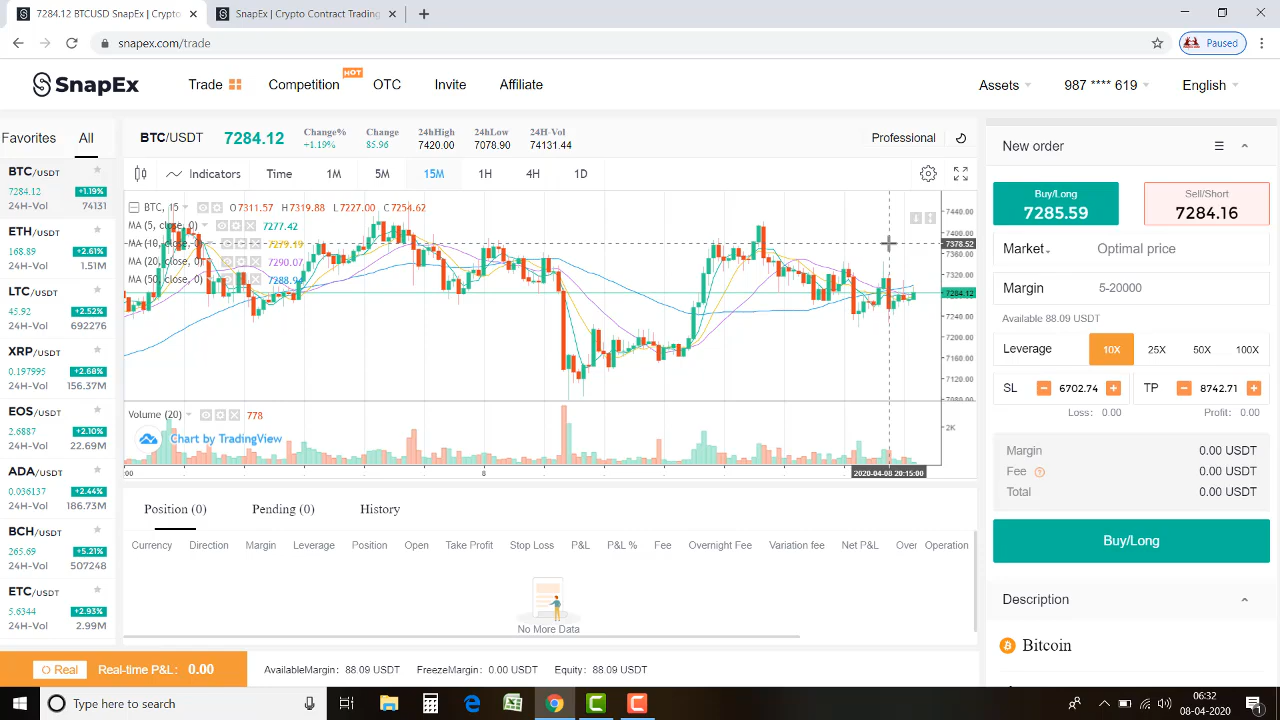 7284.12 BTCUSD SnapEx | Crypto
SnapEx | Crypto Contract Trading
snapex.com/trade
Paused
SnapEx
Trade
Competition
HOT
OTC
Invite
Affiliate
Assets
987 **** 619
English
Favorites
All
BTC/USDT
7284.12
+1.19%
24H-Vol
74131
ETH/USDT
168.89
+2.61%
24H-Vol
1.51M
LTC/USDT
45.92
+2.52%
24H-Vol
692276
XRP/USDT
0.197995
+2.68%
24H-Vol
156.37M
EOS/USDT
2.6887
+2.10%
24H-Vol
22.69M
ADA/USDT
0.036137
+2.44%
24H-Vol
186.73M
BCH/USDT
265.69
+5.21%
24H-Vol
507248
ETC/USDT
5.6344
+2.93%
24H-Vol
2.99M
BTC/USDT
7284.12
Change%
+1.19%
Change
85.96
24hHigh
7420.00
24hLow
7078.90
24H-Vol
74131.44
Professional
Indicators
Time
1M
5M
15M
1H
4H
1D
BTC, 15
O7311.57 H7319.88 L7277.00 C7254.62
MA (5, close, 0) 7277.42
MA (10, close, 0) 7279.19
MA (20, close, 0) 7290.07
MA (50, close, 0)
7440.00
7400.00
7378.52
7360.00
7320.00
7284.12
7240.00
7200.00
7160.00
7120.00
7080.00
Volume (20) 778
2K
Chart by TradingView
:00
8
2020-04-08 20:15:00
Position (0)
Pending (0)
History
Currency Direction Margin Leverage Position Open Take Profit Stop Loss P&L P&L % Fee Overnight Fee Variation fee Net P&L Over Operation
No More Data
Real
Real-time P&L: 0.00
AvailableMargin: 88.09 USDT
FreezeMargin: 0.00 USDT
Equity: 88.09 USDT
New order
Buy/Long
7285.59
Sell/Short
7284.16
Market
Optimal price
Margin
5-20000
Available 88.09 USDT
Leverage
10X
25X
50X
100X
SL
6702.74
TP
8742.71
Loss: 0.00
Profit: 0.00
Margin
0.00 USDT
Fee
0.00 USDT
Total
0.00 USDT
Buy/Long
Description
Bitcoin
Type here to search
06:32
08-04-2020